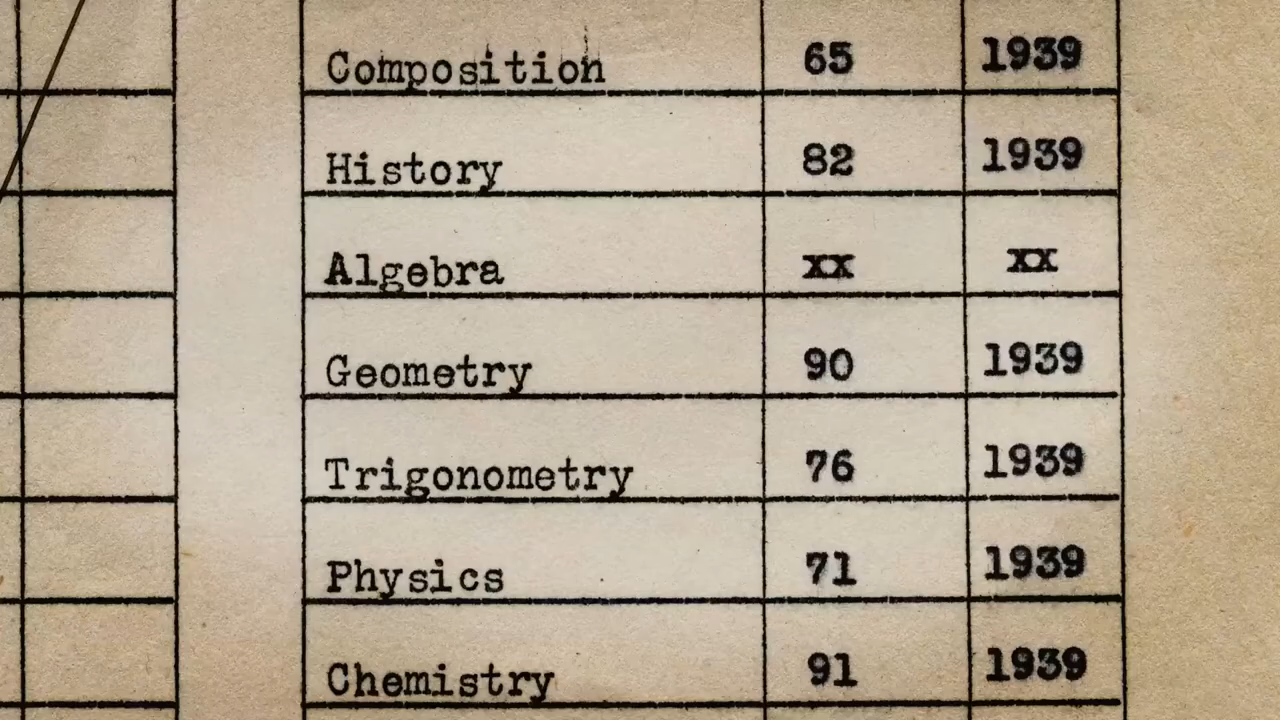 Composition 65 1939
History 82 1939
Algebra xx xx
Geometry 90 1939
Trigonometry 76 1939
Physics 71 1939
Chemistry 91 1939